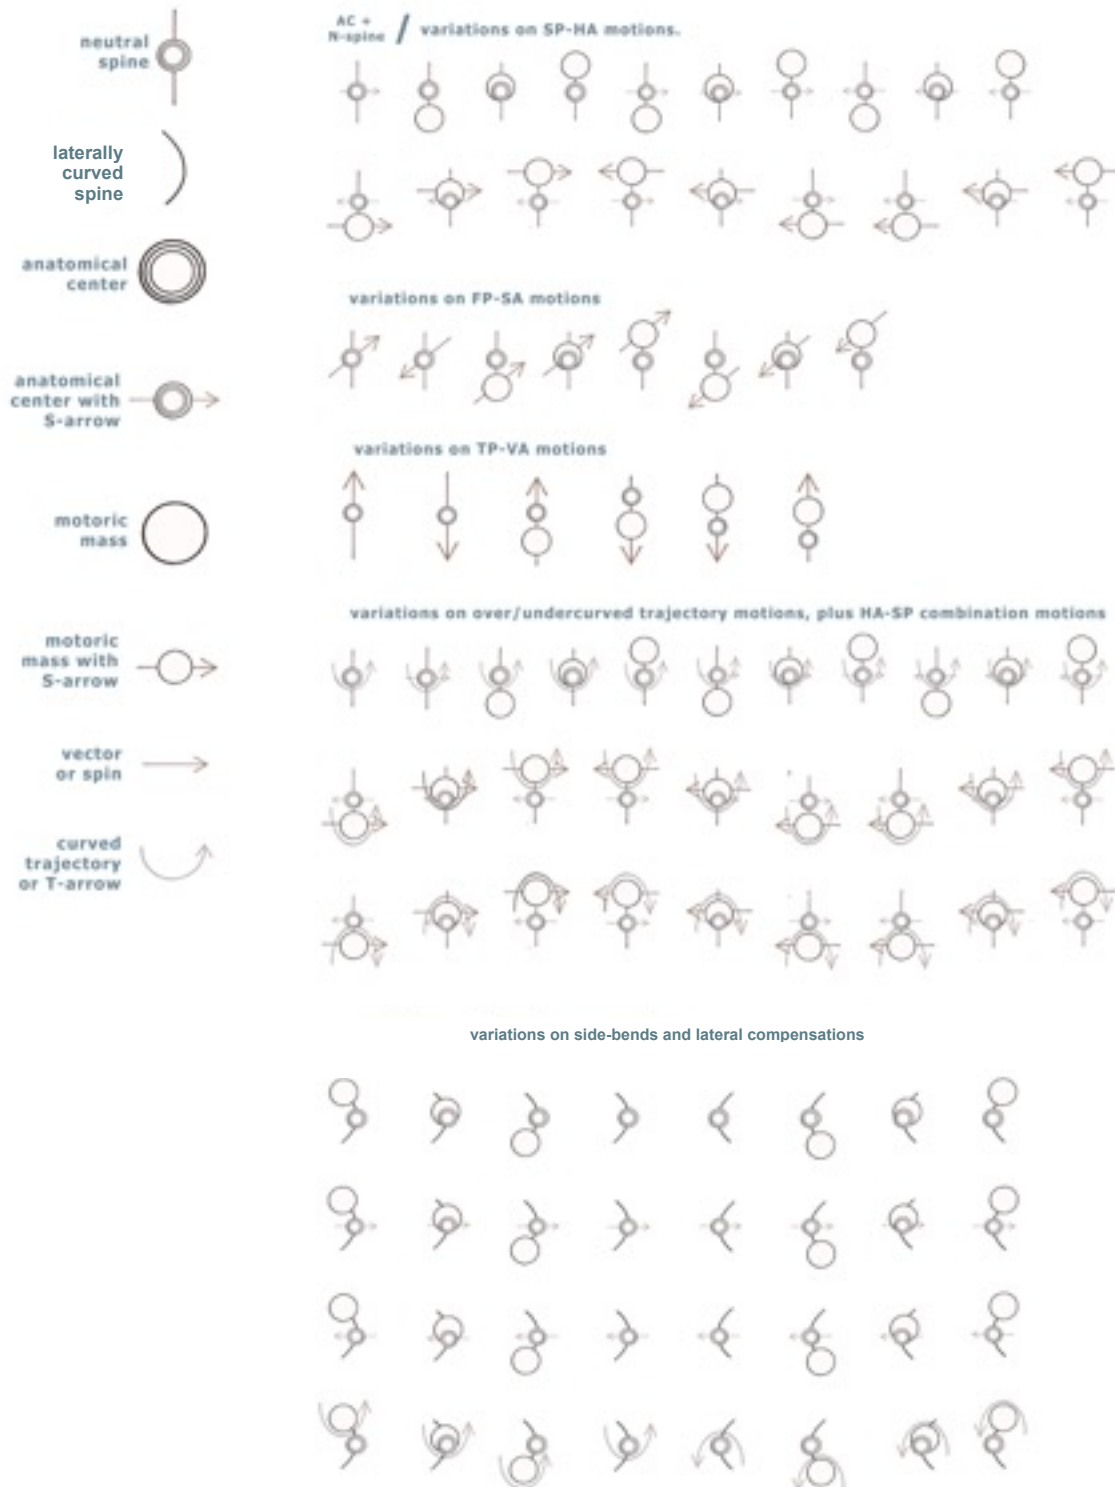 neutral
spine
laterally
curved
spine
anatomical
center
anatomical
center with
S-arrow
motoric
mass
motoric
mass with
S-arrow
vector
or spin
curved
trajectory
or T-arrow
AC +
N-spine / variations on SP-HA motions.
variations on FP-SA motions
variations on TP-VA motions
variations on over/undercurved trajectory motions, plus HA-SP combination motions
variations on side-bends and lateral compensations